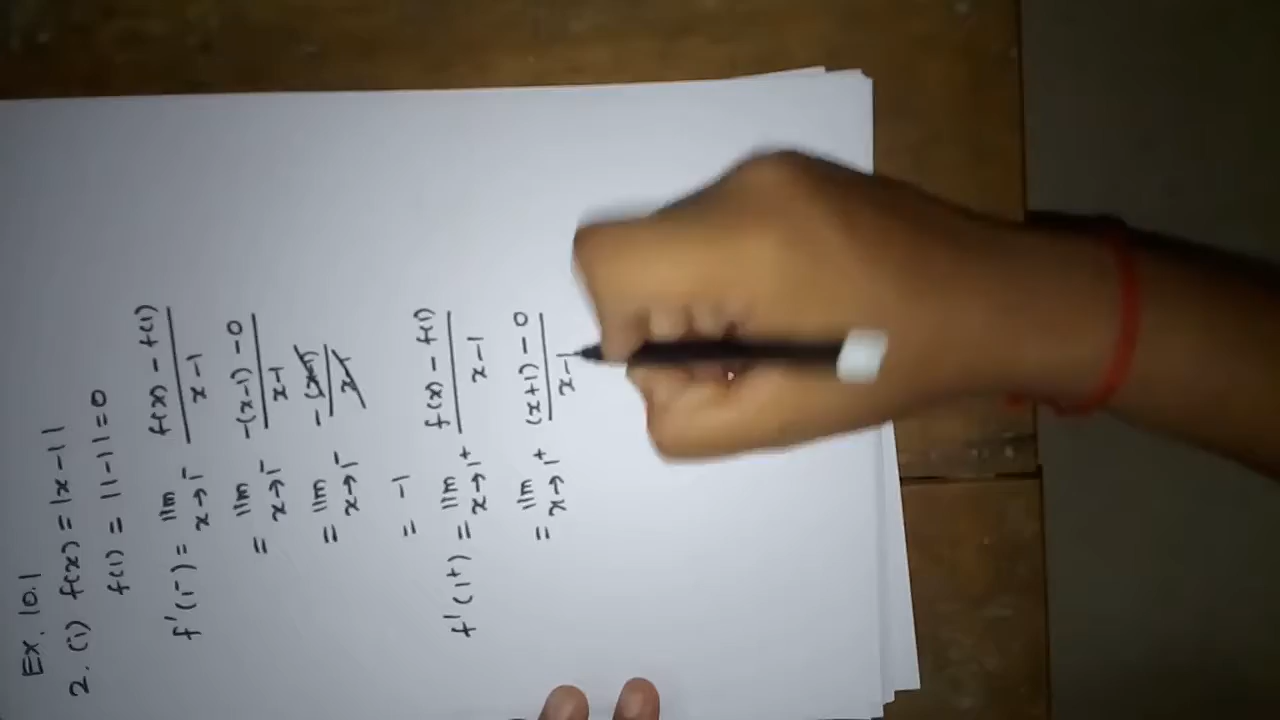 Ex. 10.1
2. (i) f(x) = |x-1|
f(1) = |1-1| = 0
f'(1⁻) = lim x→1⁻ f(x) - f(1) / x-1
= lim x→1⁻ -(x-1) - 0 / x-1
= lim x→1⁻ -(x-1) / x-1
= -1
f'(1⁺) = lim x→1⁺ f(x) - f(1) / x-1
= lim x→1⁺ (x+1) - 0 / x-1